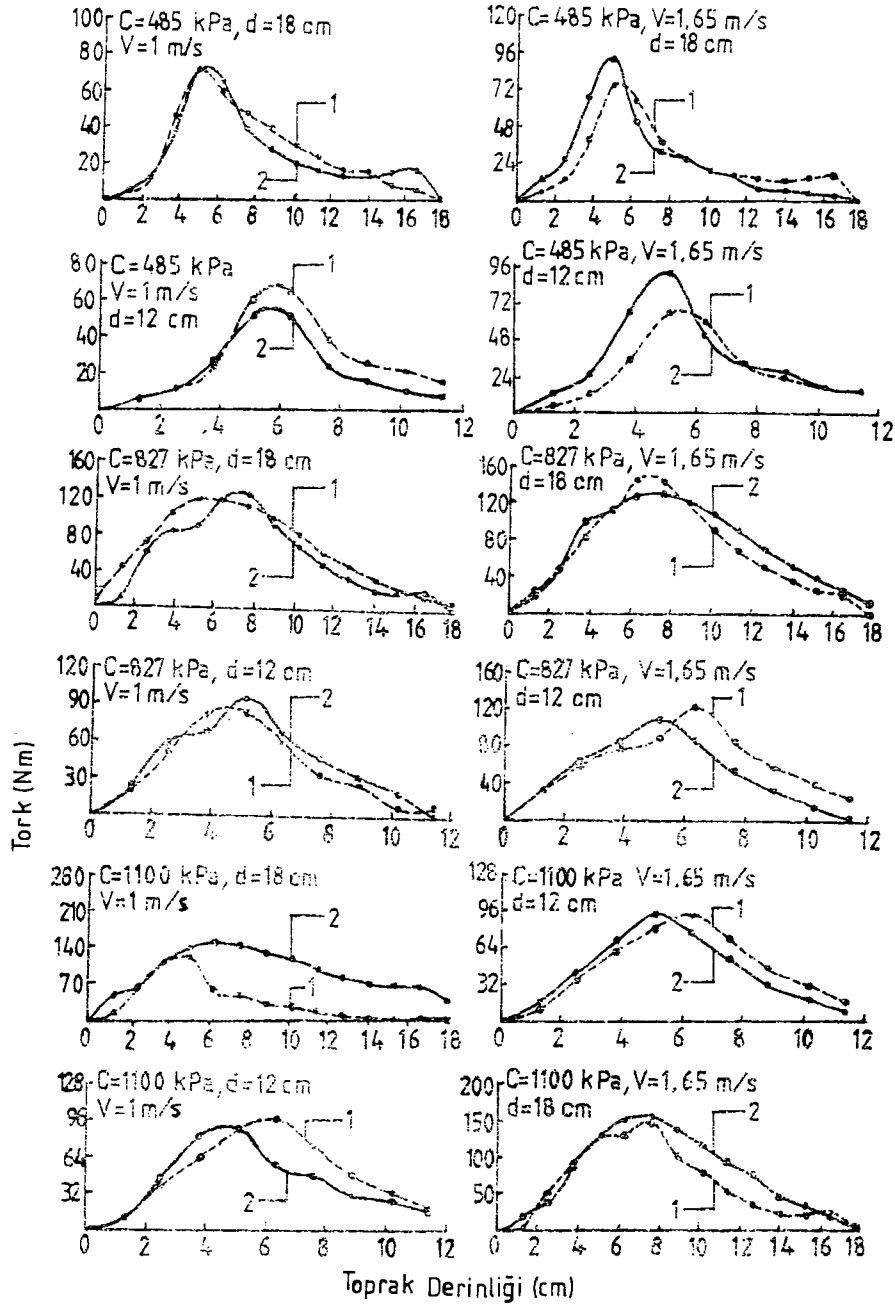 C=485 kPa, d=18 cm
V=1 m/s
100
80
60
40
20
1
2
0 2 4 6 8 10 12 14 16 18
C=485 kPa, V=1,65 m/s
d=18 cm
120
96
72
48
24
1
2
0 2 4 6 8 10 12 14 16 18
C=485 kPa
V=1 m/s
d=12 cm
80
60
40
20
1
2
0 2 .4 6 8 10 12
C=485 kPa, V=1,65 m/s
d=12 cm
96
72
48
24
1
2
0 2 4 6 8 10 12
C=827 kPa, d=18 cm
V=1 m/s
160
120
80
40
1
2
0 2 4 6 8 10 12 14 16 18
C=827 kPa, V=1,65 m/s
d=18 cm
160
120
80
40
2
1
0 2 4 6 8 10 12 14 16 18
C=827 kPa, d=12 cm
V=1 m/s
120
90
60
30
2
1
0 2 4 6 8 10 12
C=827 kPa, V=1,65 m/s
d=12 cm
160
120
80
40
1
2
0 2 4 6 8 10 12
Tork (Nm)
C=1100 kPa, d=18 cm
V=1 m/s
280
210
140
70
2
1
0 2 4 6 8 10 12 14 16 18
C=1100 kPa V=1,65 m/s
d=12 cm
128
96
64
32
1
2
0 2 4 6 8 10 12
C=1100 kPa, d=12 cm
V=1 m/s
128
96
64
32
1
2
0 2 4 6 8 10 12
C=1100 kPa, V=1,65 m/s
d=18 cm
200
150
100
50
2
1
0 2 4 6 8 10 12 14 16 18
Toprak Derinliği (cm)